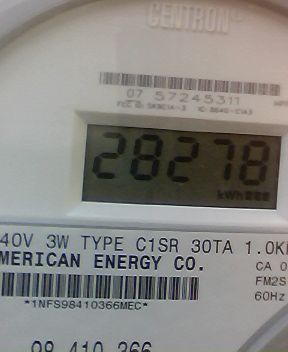 CENTRON
07 57245311
28278
kWh
40V 3W TYPE C1SR 30TA 1.0K
MERICAN ENERGY CO.
CA 0
FM2S
60Hz
*1NFS98410366MEC*
98 410 366